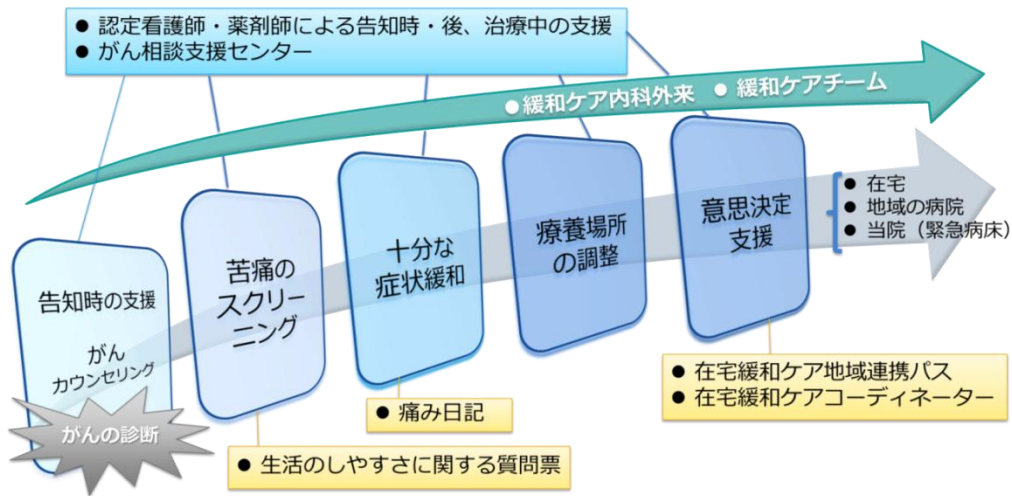 ● 認定看護師・薬剤師による告知時・後、治療中の支援
● がん相談支援センター
●緩和ケア内科外来 ● 緩和ケアチーム
告知時の支援
がん
カウンセリング
がんの診断
苦痛の
スクリー
ニング
十分な
症状緩和
療養場所
の調整
意思決定
支援
● 在宅
● 地域の病院
● 当院（緊急病床）
● 生活のしやすさに関する質問票
● 痛み日記
● 在宅緩和ケア地域連携パス
● 在宅緩和ケアコーディネーター